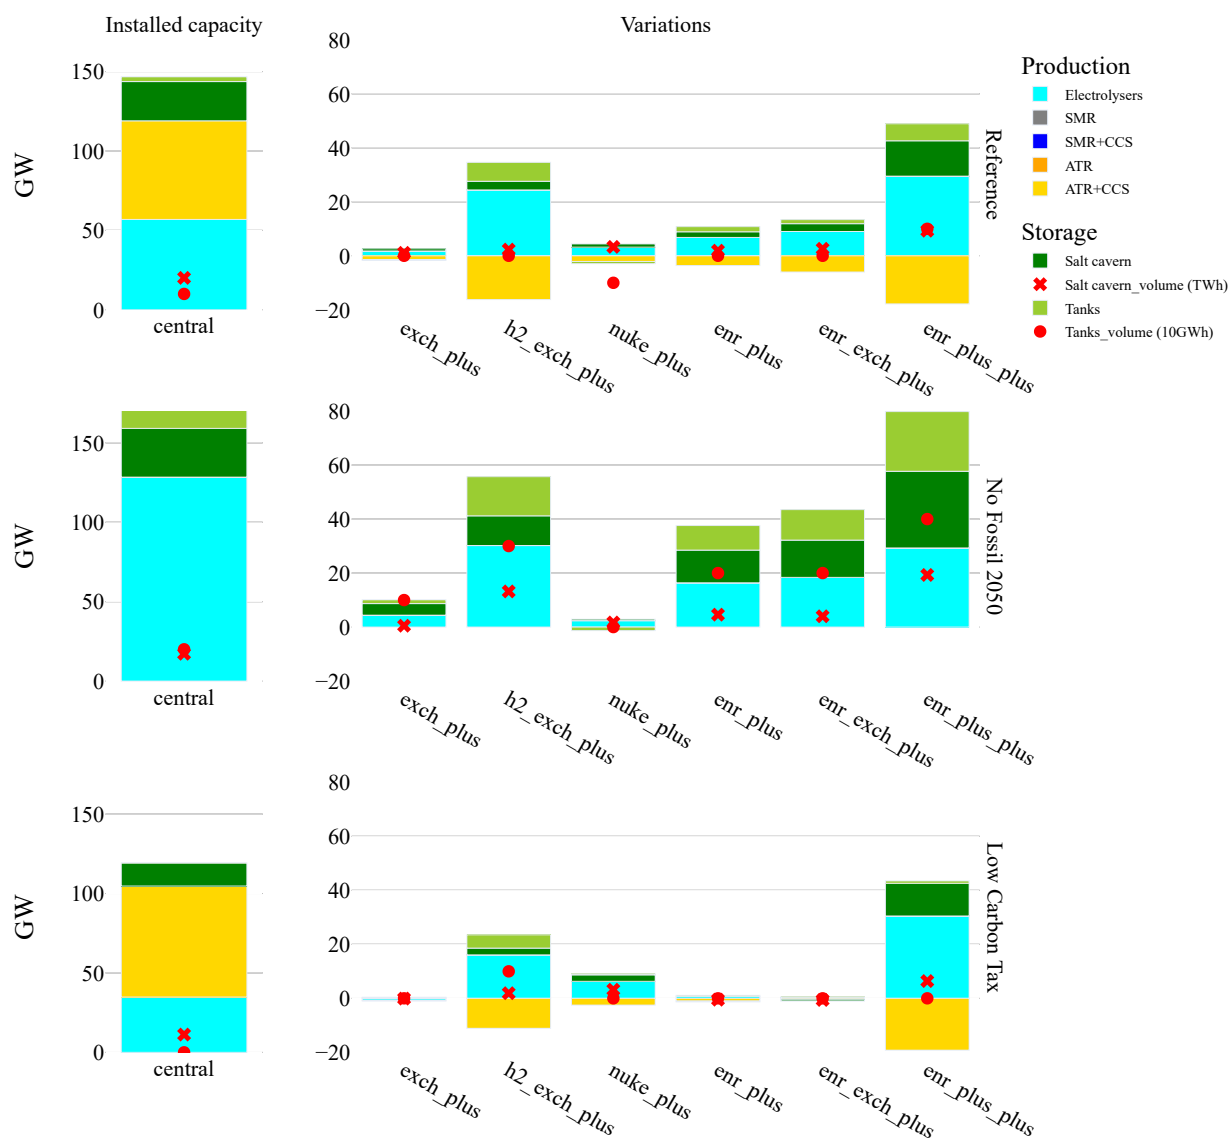 Installed capacity
Variations
GW
150
100
50
0
central
80
60
40
20
0
−20
exch_plus
h2_exch_plus
nuke_plus
enr_plus
enr_exch_plus
enr_plus_plus
Reference
Production
Electrolysers
SMR
SMR+CCS
ATR
ATR+CCS
Storage
Salt cavern
Salt cavern_volume (TWh)
Tanks
Tanks_volume (10GWh)
GW
150
100
50
0
central
80
60
40
20
0
−20
exch_plus
h2_exch_plus
nuke_plus
enr_plus
enr_exch_plus
enr_plus_plus
No Fossil 2050
GW
150
100
50
0
central
80
60
40
20
0
−20
exch_plus
h2_exch_plus
nuke_plus
enr_plus
enr_exch_plus
enr_plus_plus
Low Carbon Tax